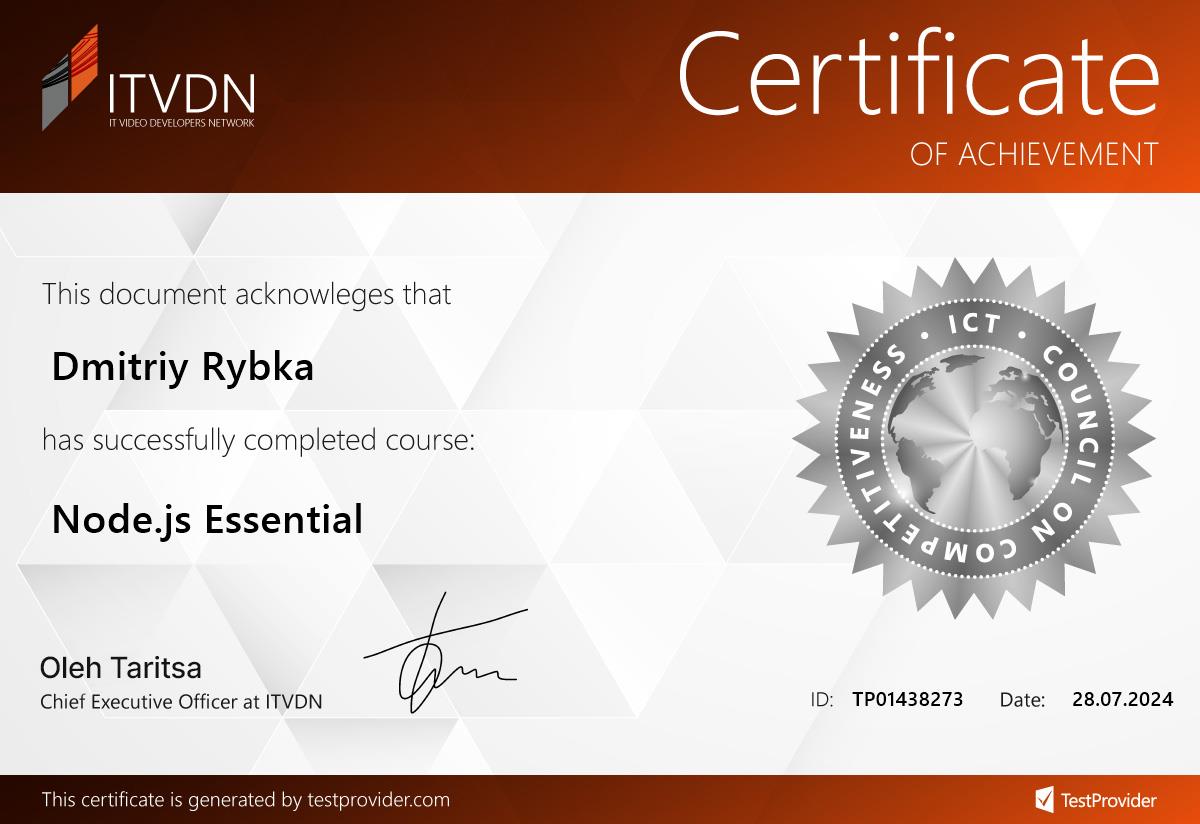 ITVDN
IT VIDEO DEVELOPERS NETWORK
Certificate
OF ACHIEVEMENT
This document acknowleges that
Dmitriy Rybka
has successfully completed course:
Node.js Essential
• ICT • COUNCIL ON COMPETITIVENESS
Oleh Taritsa
Chief Executive Officer at ITVDN
ID: TP01438273 Date: 28.07.2024
This certificate is generated by testprovider.com
TestProvider